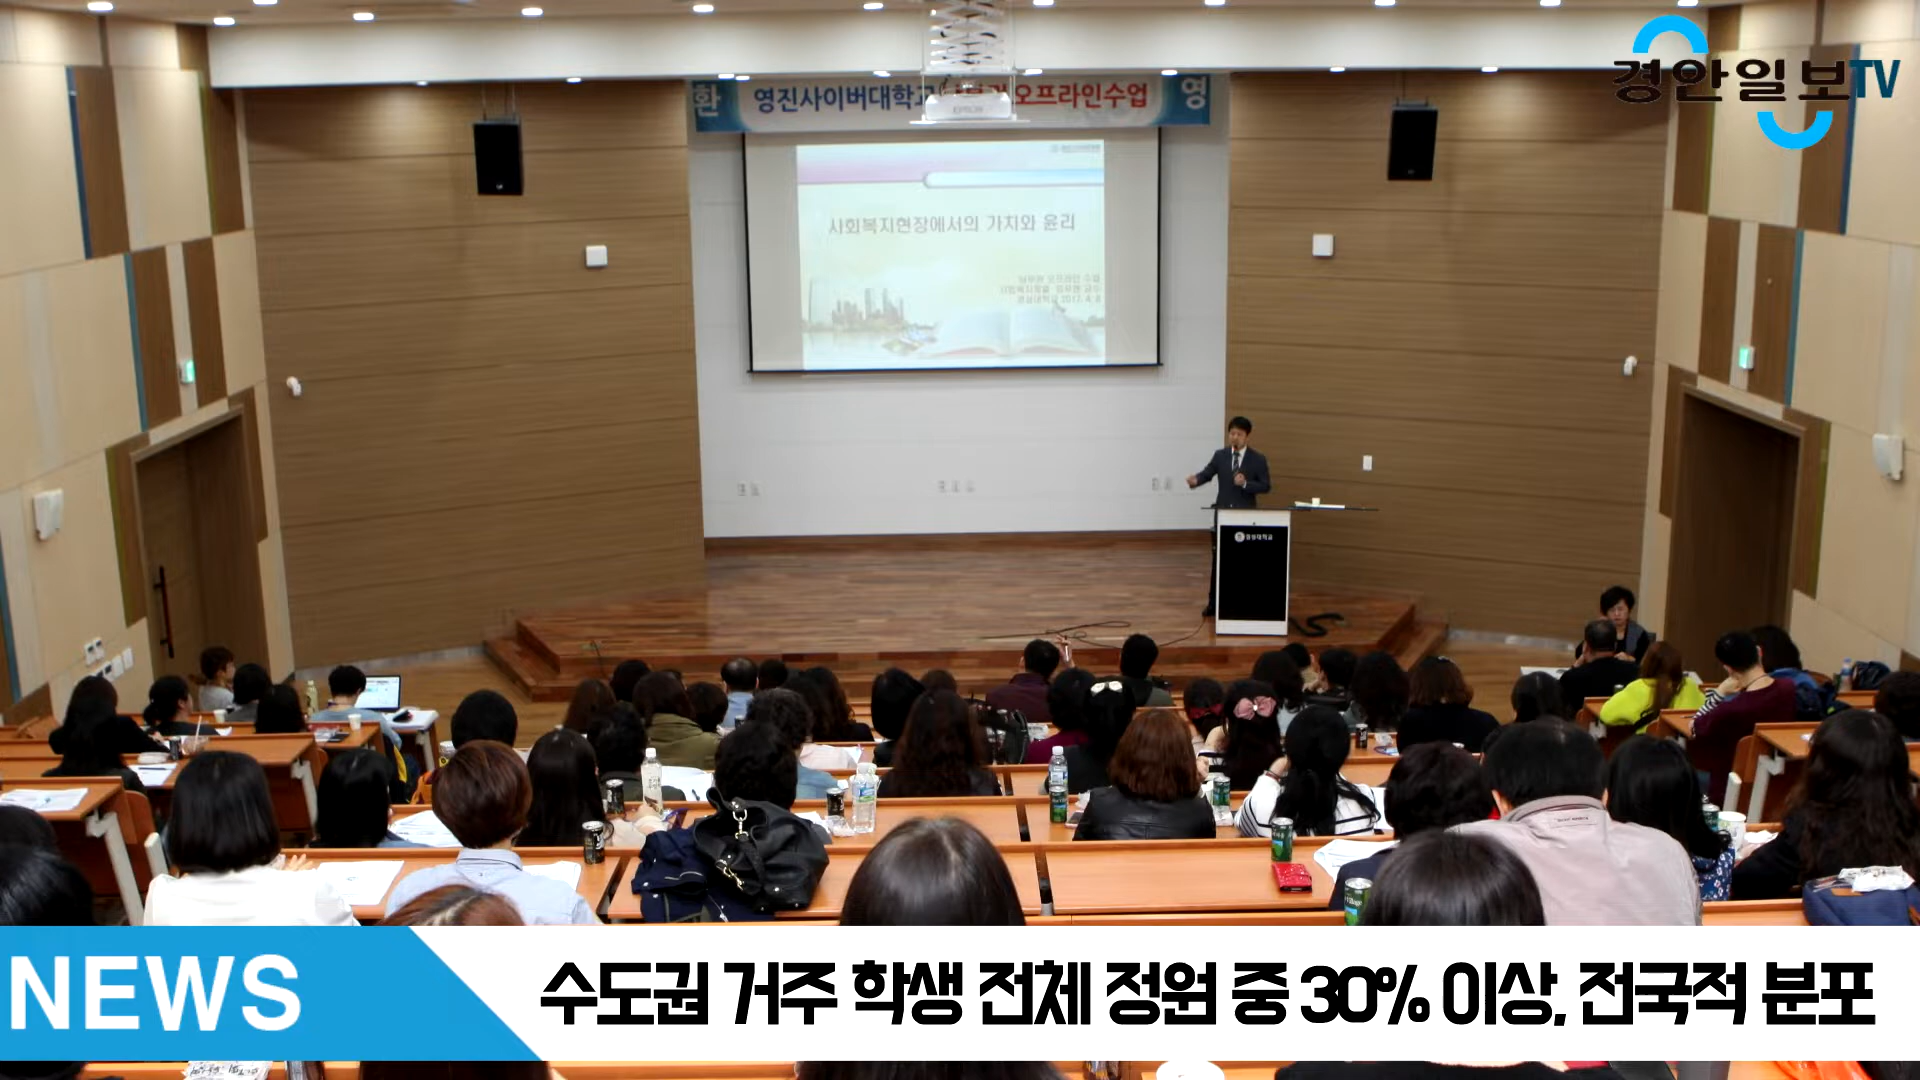 경안일보TV
환 영진사이버대학교 오프라인수업 영
사회복지현장에서의 가치와 윤리
NEWS 수도권 거주 학생 전체 정원 중 30% 이상, 전국적 분포